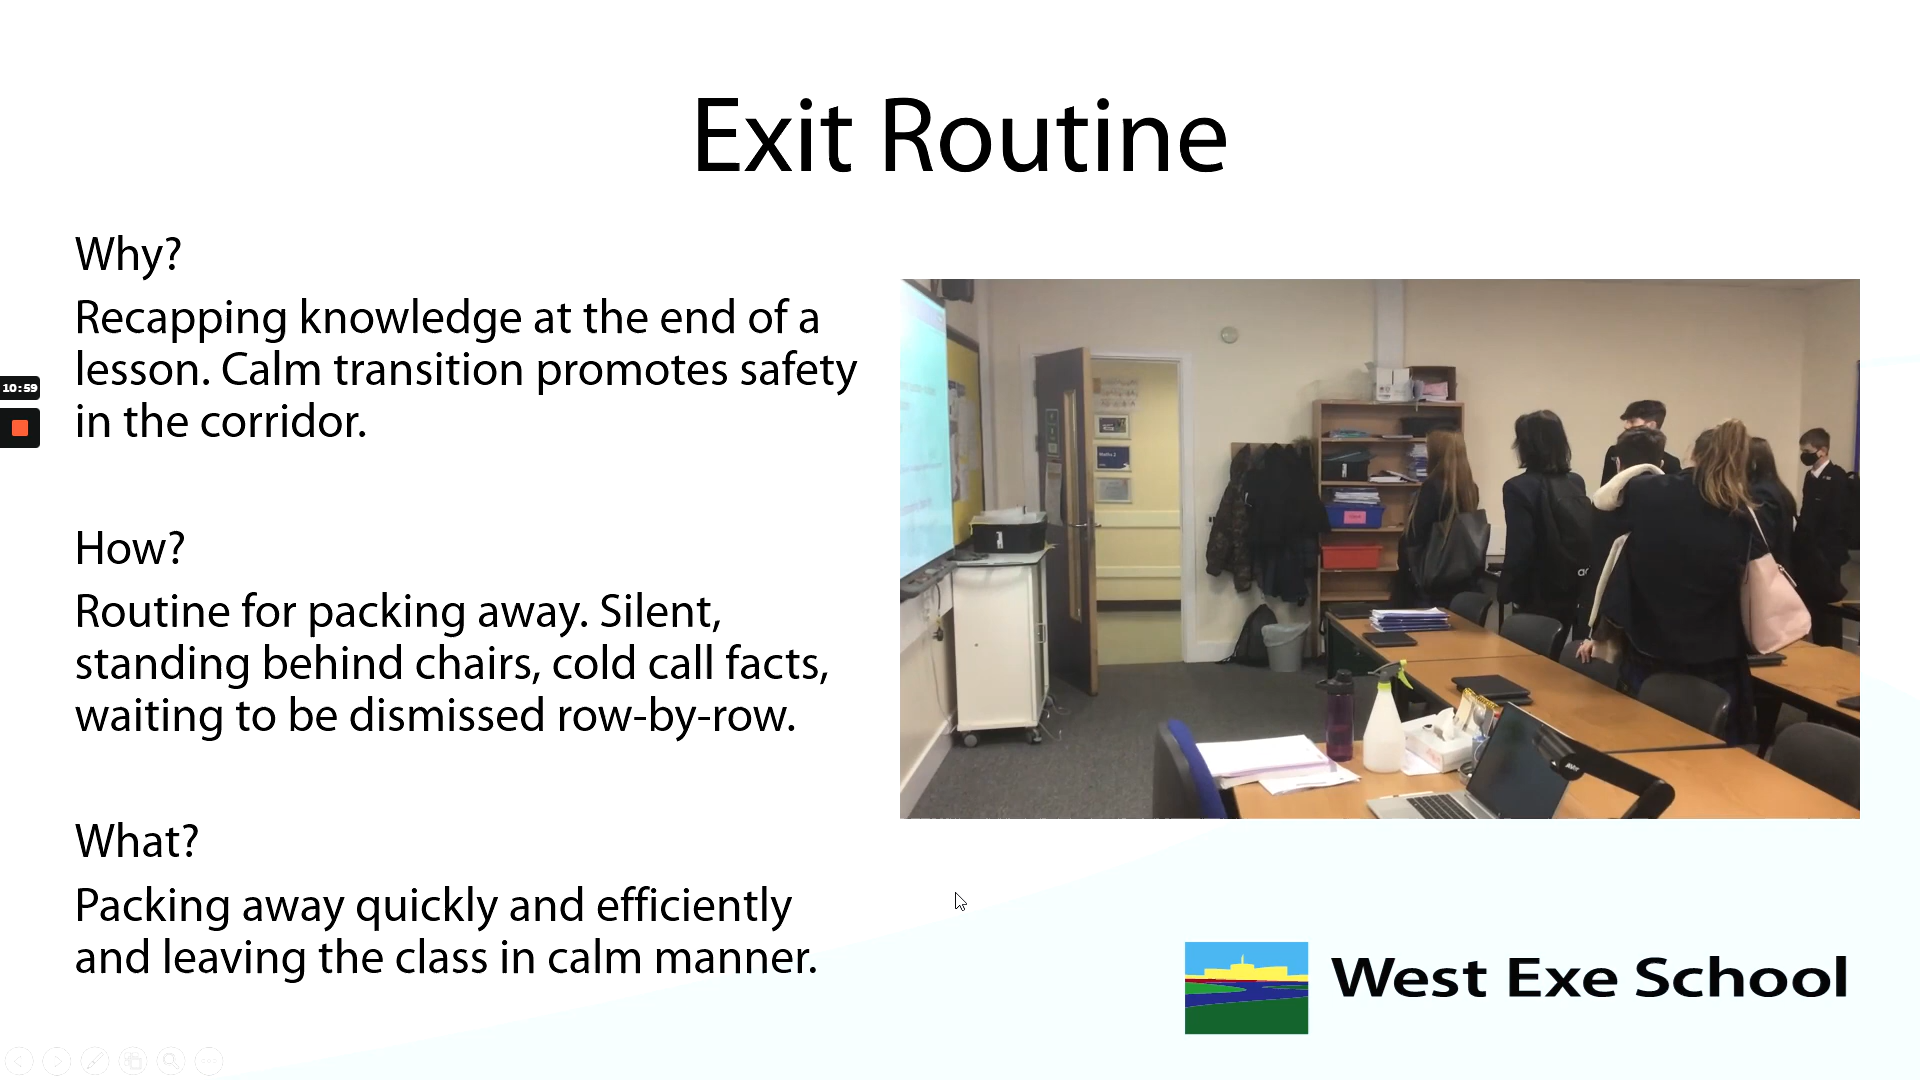 Exit Routine
Why?
Recapping knowledge at the end of a
lesson. Calm transition promotes safety
in the corridor.
10:59
How?
Routine for packing away. Silent,
standing behind chairs, cold call facts,
waiting to be dismissed row-by-row.
What?
Packing away quickly and efficiently
and leaving the class in calm manner.
West Exe School